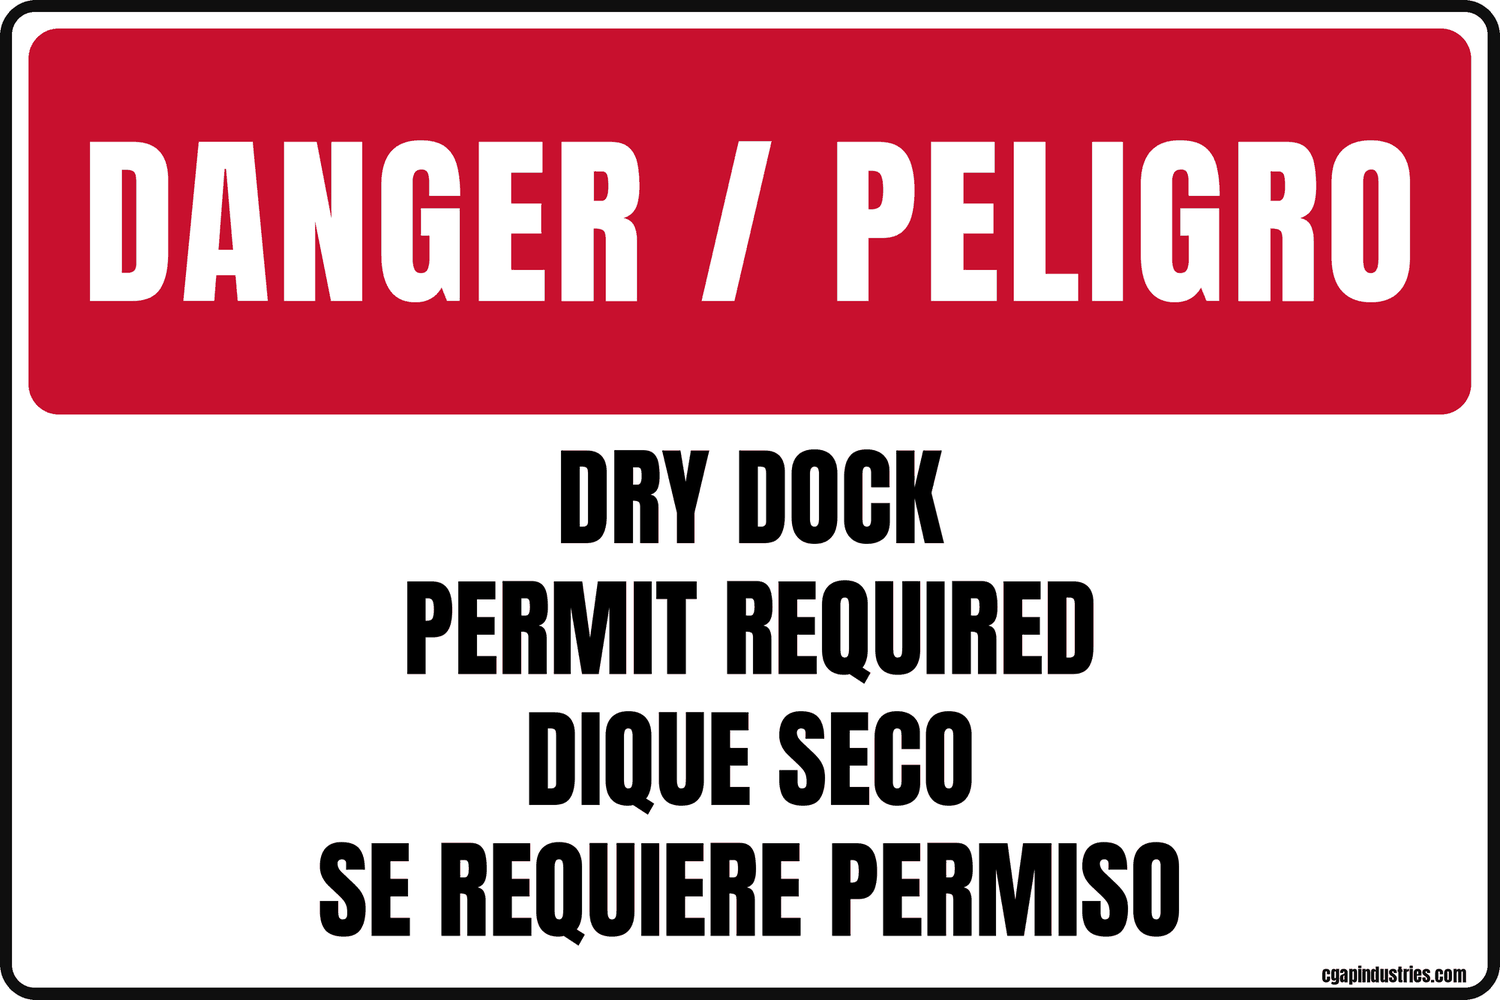 DANGER / PELIGRO
DRY DOCK
PERMIT REQUIRED
DIQUE SECO
SE REQUIERE PERMISO
cgapindustries.com